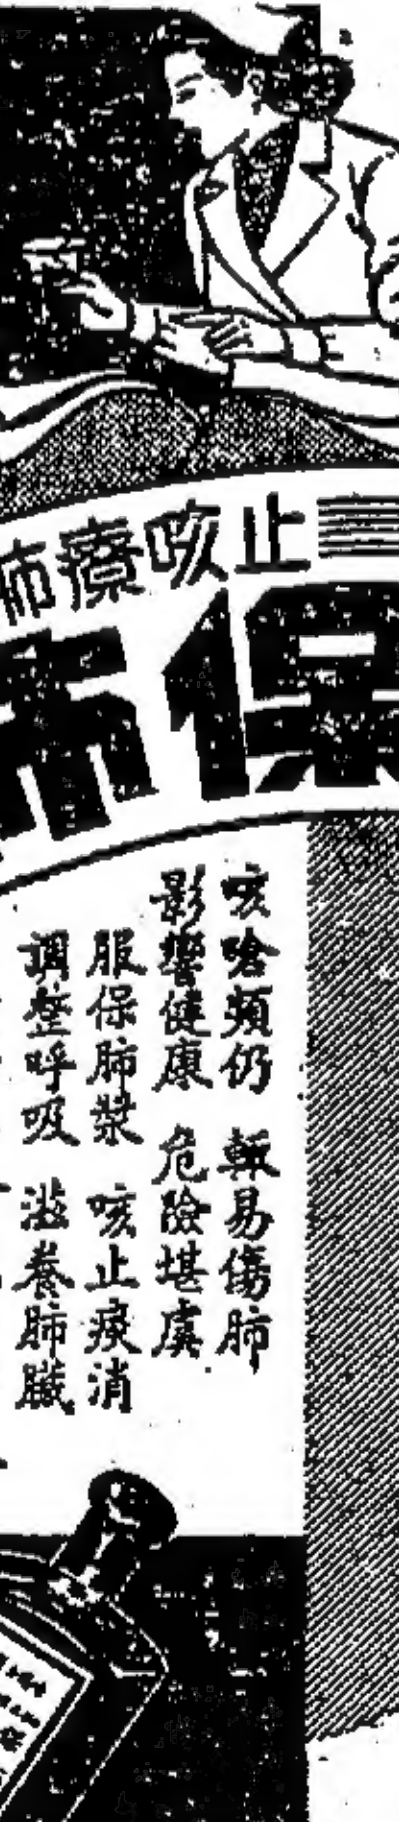 止咳療肺
保肺
咳嗆頻仍 輒易傷肺
影響健康 危險堪虞
服保肺漿 咳止痰消
調整呼吸 滋養肺臟